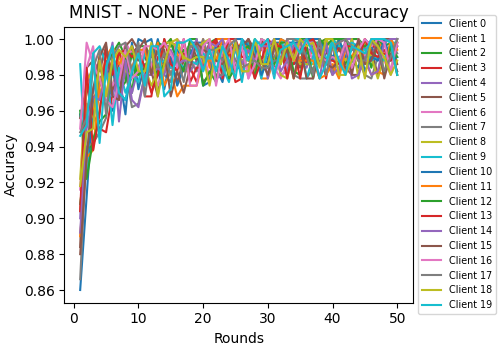 MNIST - NONE - Per Train Client Accuracy
Accuracy
1.00
0.98
0.96
0.94
0.92
0.90
0.88
0.86
0
10
20
30
40
50
Rounds
Client 0
Client 1
Client 2
Client 3
Client 4
Client 5
Client 6
Client 7
Client 8
Client 9
Client 10
Client 11
Client 12
Client 13
Client 14
Client 15
Client 16
Client 17
Client 18
Client 19